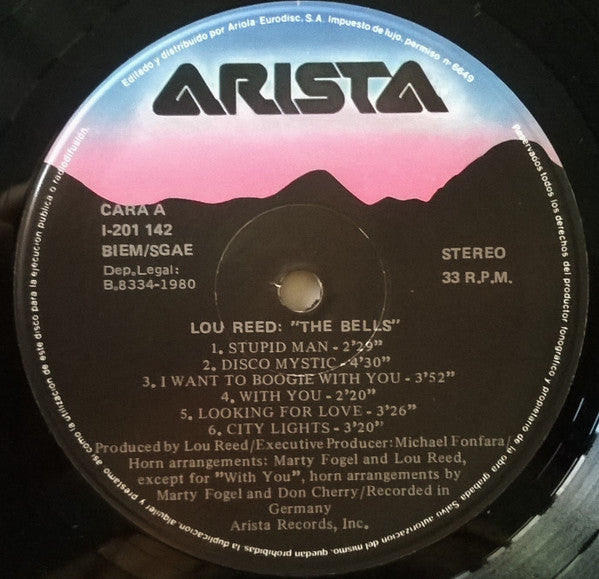 Editado y distribuido por Ariola-Eurodisc, S.A. Impuesto de lujo, permiso nº 6649
ARISTA
CARA A
I-201 142
BIEM/SGAE
Dep. Legal:
B.8334-1980
STEREO
33 R.P.M.
LOU REED: "THE BELLS"
1. STUPID MAN - 2'29"
2. DISCO MYSTIC - 4'30"
3. I WANT TO BOOGIE WITH YOU - 3'52"
4. WITH YOU - 2'20"
5. LOOKING FOR LOVE - 3'26"
6. CITY LIGHTS - 3'20"
Produced by Lou Reed/Executive Producer: Michael Fonfara/
Horn arrangements: Marty Fogel and Lou Reed,
except for "With You", horn arrangements by
Marty Fogel and Don Cherry/Recorded in
Germany
Arista Records, Inc.
Reservados todos los derechos del productor fonográfico y propietario de la obra grabada. Salvo autorización del mismo, quedan prohibidas la duplicación, alquiler y préstamo, así como la utilización de este disco para la ejecución pública o radiodifusión.